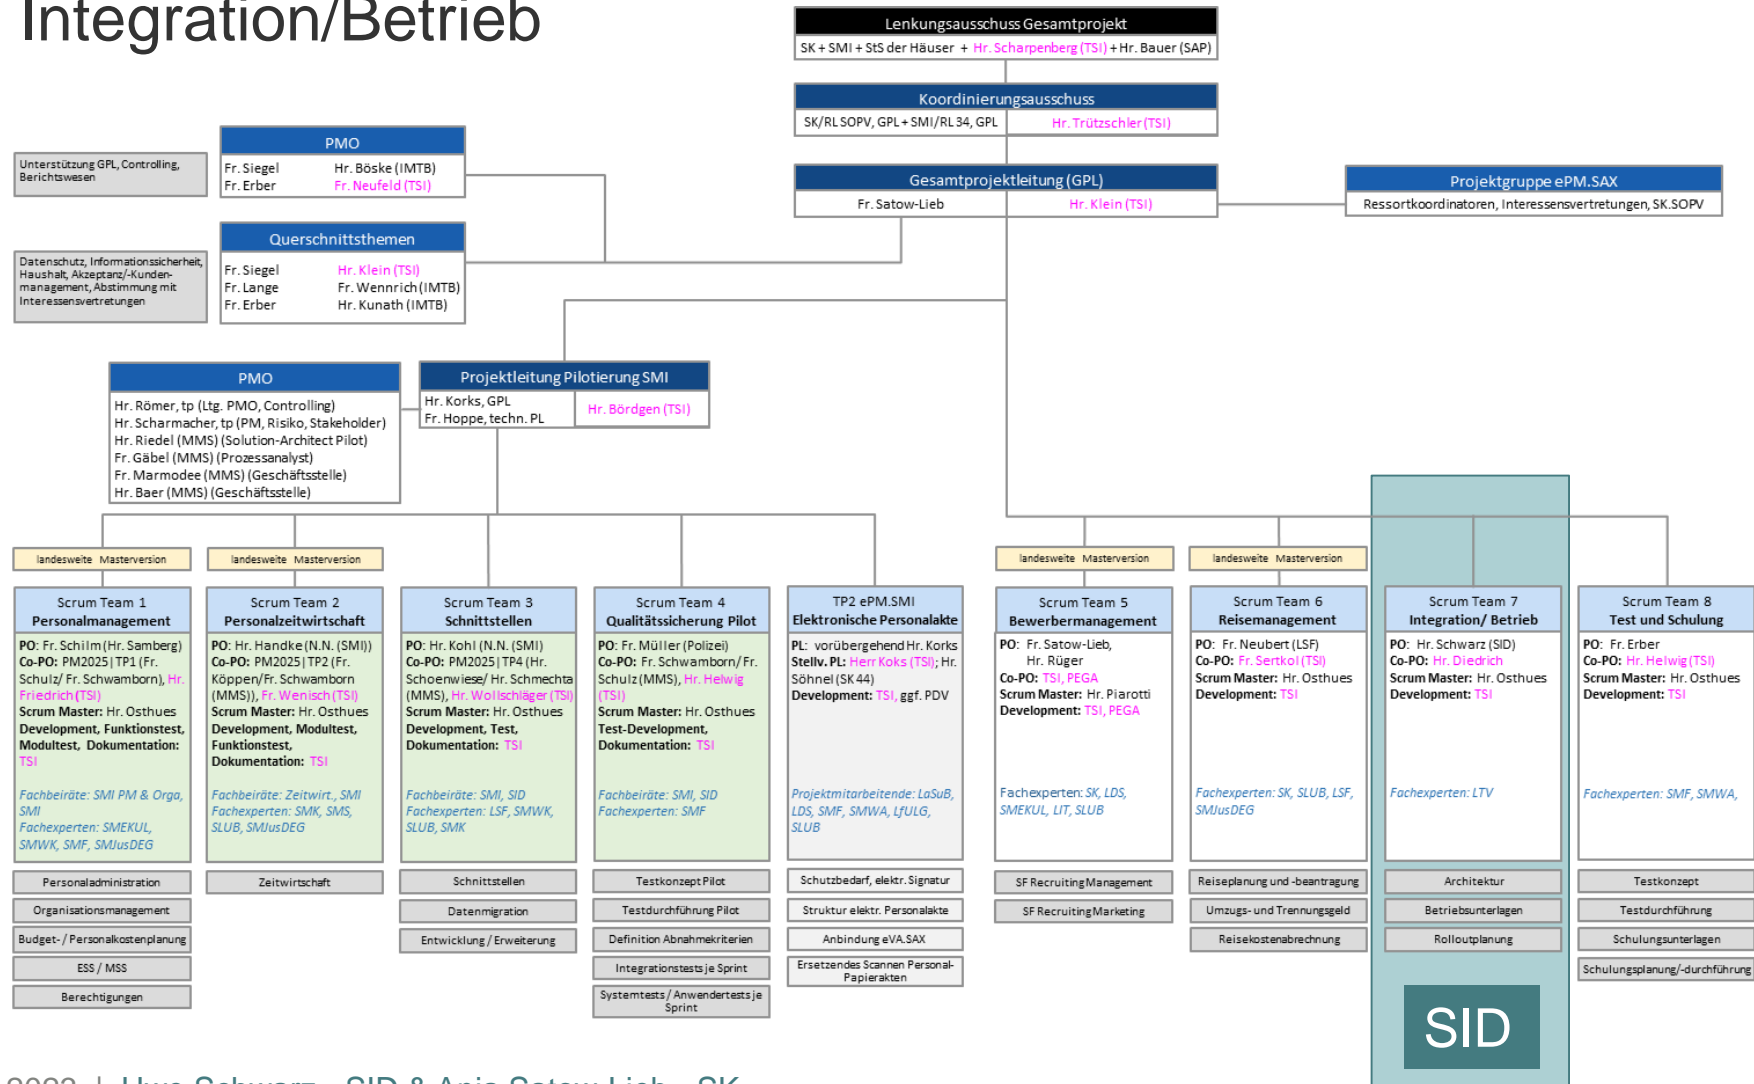 Integration/Betrieb
Lenkungsausschuss Gesamtprojekt
SK + SMI + StS der Häuser + Hr. Scharpenberg (TSI) + Hr. Bauer (SAP)
Koordinierungsausschuss
SK/RL SOPV, GPL + SMI/RL 34, GPL
Hr. Trützschler (TSI)
Unterstützung GPL, Controlling,
Berichtswesen
PMO
Fr. Siegel Hr. Böske (IMTB)
Fr. Erber Fr. Neufeld (TSI)
Gesamtprojektleitung (GPL)
Fr. Satow-Lieb
Hr. Klein (TSI)
Projektgruppe ePM.SAX
Ressortkoordinatoren, Interessensvertretungen, SK.SOPV
Datenschutz, Informationssicherheit,
Haushalt, Akzeptanz/-Kunden-
management, Abstimmung mit
Interessensvertretungen
Querschnittsthemen
Fr. Siegel Hr. Klein (TSI)
Fr. Lange Fr. Wennrich (IMTB)
Fr. Erber Hr. Kunath (IMTB)
PMO
Hr. Römer, tp (Ltg. PMO, Controlling)
Hr. Scharmacher, tp (PM, Risiko, Stakeholder)
Hr. Riedel (MMS) (Solution-Architect Pilot)
Fr. Gäbel (MMS) (Prozessanalyst)
Fr. Marmodee (MMS) (Geschäftsstelle)
Hr. Baer (MMS) (Geschäftsstelle)
Projektleitung Pilotierung SMI
Hr. Korks, GPL
Fr. Hoppe, techn. PL
Hr. Bördgen (TSI)
landesweite Masterversion
Scrum Team 1
Personalmanagement
PO: Fr. Schilm (Hr. Samberg)
Co-PO: PM2025|TP1 (Fr.
Schulz/ Fr. Schwamborn), Hr.
Friedrich (TSI)
Scrum Master: Hr. Osthues
Development, Funktionstest,
Modultest, Dokumentation:
TSI
Fachbeiräte: SMI PM & Orga,
SMI
Fachexperten: SMEKUL,
SMWK, SMF, SMJusDEG
Personaladministration
Organisationsmanagement
Budget- / Personalkostenplanung
ESS / MSS
Berechtigungen
landesweite Masterversion
Scrum Team 2
Personalzeitwirtschaft
PO: Hr. Handke (N.N. (SMI))
Co-PO: PM2025|TP2 (Fr.
Köppen/Fr. Schwamborn
(MMS)), Fr. Wenisch (TSI)
Scrum Master: Hr. Osthues
Development, Modultest,
Funktionstest,
Dokumentation: TSI
Fachbeiräte: Zeitwirt., SMI
Fachexperten: SMK, SMS,
SLUB, SMJusDEG
Zeitwirtschaft
Scrum Team 3
Schnittstellen
PO: Hr. Kohl (N.N. (SMI)
Co-PO: PM2025|TP4 (Hr.
Schoenwiese/ Hr. Schmechta
(MMS), Hr. Wollschläger (TSI)
Scrum Master: Hr. Osthues
Development, Test,
Dokumentation: TSI
Fachbeiräte: SMI, SID
Fachexperten: LSF, SMWK,
SLUB, SMK
Schnittstellen
Datenmigration
Entwicklung / Erweiterung
Scrum Team 4
Qualitätssicherung Pilot
PO: Fr. Müller (Polizei)
Co-PO: Fr. Schwamborn/ Fr.
Schulz (MMS), Hr. Helwig
(TSI)
Scrum Master: Hr. Osthues
Test-Development,
Dokumentation: TSI
Fachbeiräte: SMI, SID
Fachexperten: SMF
Testkonzept Pilot
Testdurchführung Pilot
Definition Abnahmekriterien
Integrationstests je Sprint
Systemtests / Anwendertests je
Sprint
TP2 ePM.SMI
Elektronische Personalakte
PL: vorübergehend Hr. Korks
Stellv. PL: Herr Koks (TSI); Hr.
Söhnel (SK 44)
Development: TSI, ggf. PDV
Projektmitarbeitende: LaSuB,
LDS, SMF, SMWA, LfULG,
SLUB
Schutzbedarf, elektr. Signatur
Struktur elektr. Personalakte
Anbindung eVA.SAX
Ersetzendes Scannen Personal-
Papierakten
landesweite Masterversion
Scrum Team 5
Bewerbermanagement
PO: Fr. Satow-Lieb,
Hr. Rüger
Co-PO: TSI, PEGA
Scrum Master: Hr. Piarotti
Development: TSI, PEGA
Fachexperten: SK, LDS,
SMEKUL, LIT, SLUB
SF Recruiting Management
SF Recruiting Marketing
landesweite Masterversion
Scrum Team 6
Reisemanagement
PO: Fr. Neubert (LSF)
Co-PO: Fr. Sertkol (TSI)
Scrum Master: Hr. Osthues
Development: TSI
Fachexperten: SK, SLUB, LSF,
SMJusDEG
Reiseplanung und -beantragung
Umzugs- und Trennungsgeld
Reisekostenabrechnung
Scrum Team 7
Integration/ Betrieb
PO: Hr. Schwarz (SID)
Co-PO: Hr. Diedrich
Scrum Master: Hr. Osthues
Development: TSI
Fachexperten: LTV
Architektur
Betriebsunterlagen
Rolloutplanung
SID
Scrum Team 8
Test und Schulung
PO: Fr. Erber
Co-PO: Hr. Helwig (TSI)
Scrum Master: Hr. Osthues
Development: TSI
Fachexperten: SMF, SMWA,
Testkonzept
Testdurchführung
Schulungsunterlagen
Schulungsplanung/-durchführung
2023 | Uwe Schwarz - SID & Anja Satow-Lieb - SK